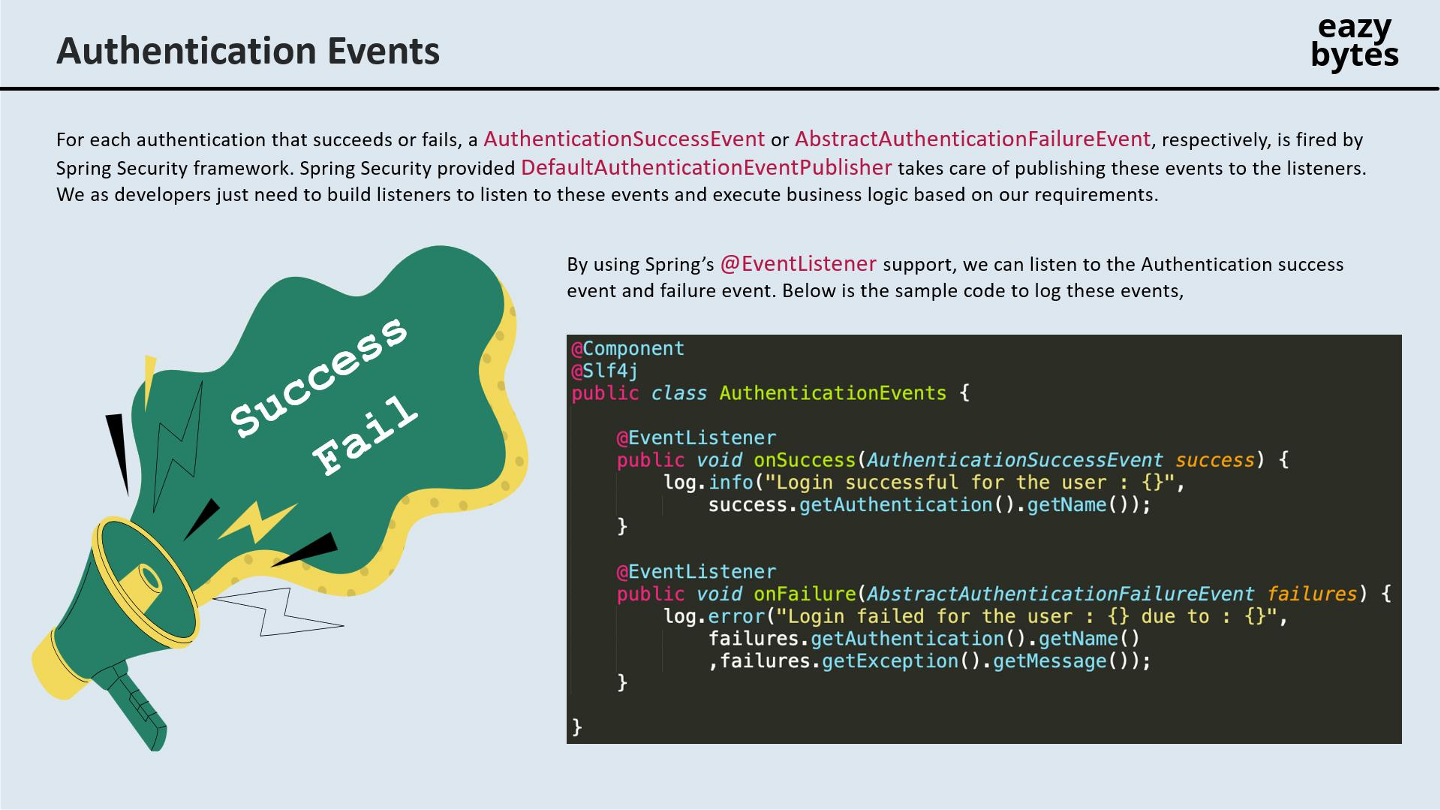 Authentication Events
eazy
bytes
For each authentication that succeeds or fails, a AuthenticationSuccessEvent or AbstractAuthenticationFailureEvent, respectively, is fired by
Spring Security framework. Spring Security provided DefaultAuthenticationEventPublisher takes care of publishing these events to the listeners.
We as developers just need to build listeners to listen to these events and execute business logic based on our requirements.
Success
Fail
By using Spring’s @EventListener support, we can listen to the Authentication success
event and failure event. Below is the sample code to log these events,
@Component
@Slf4j
public class AuthenticationEvents {
@EventListener
public void onSuccess(AuthenticationSuccessEvent success) {
log.info("Login successful for the user : {}",
success.getAuthentication().getName());
}
@EventListener
public void onFailure(AbstractAuthenticationFailureEvent failures) {
log.error("Login failed for the user : {} due to : {}",
failures.getAuthentication().getName()
,failures.getException().getMessage());
}
}